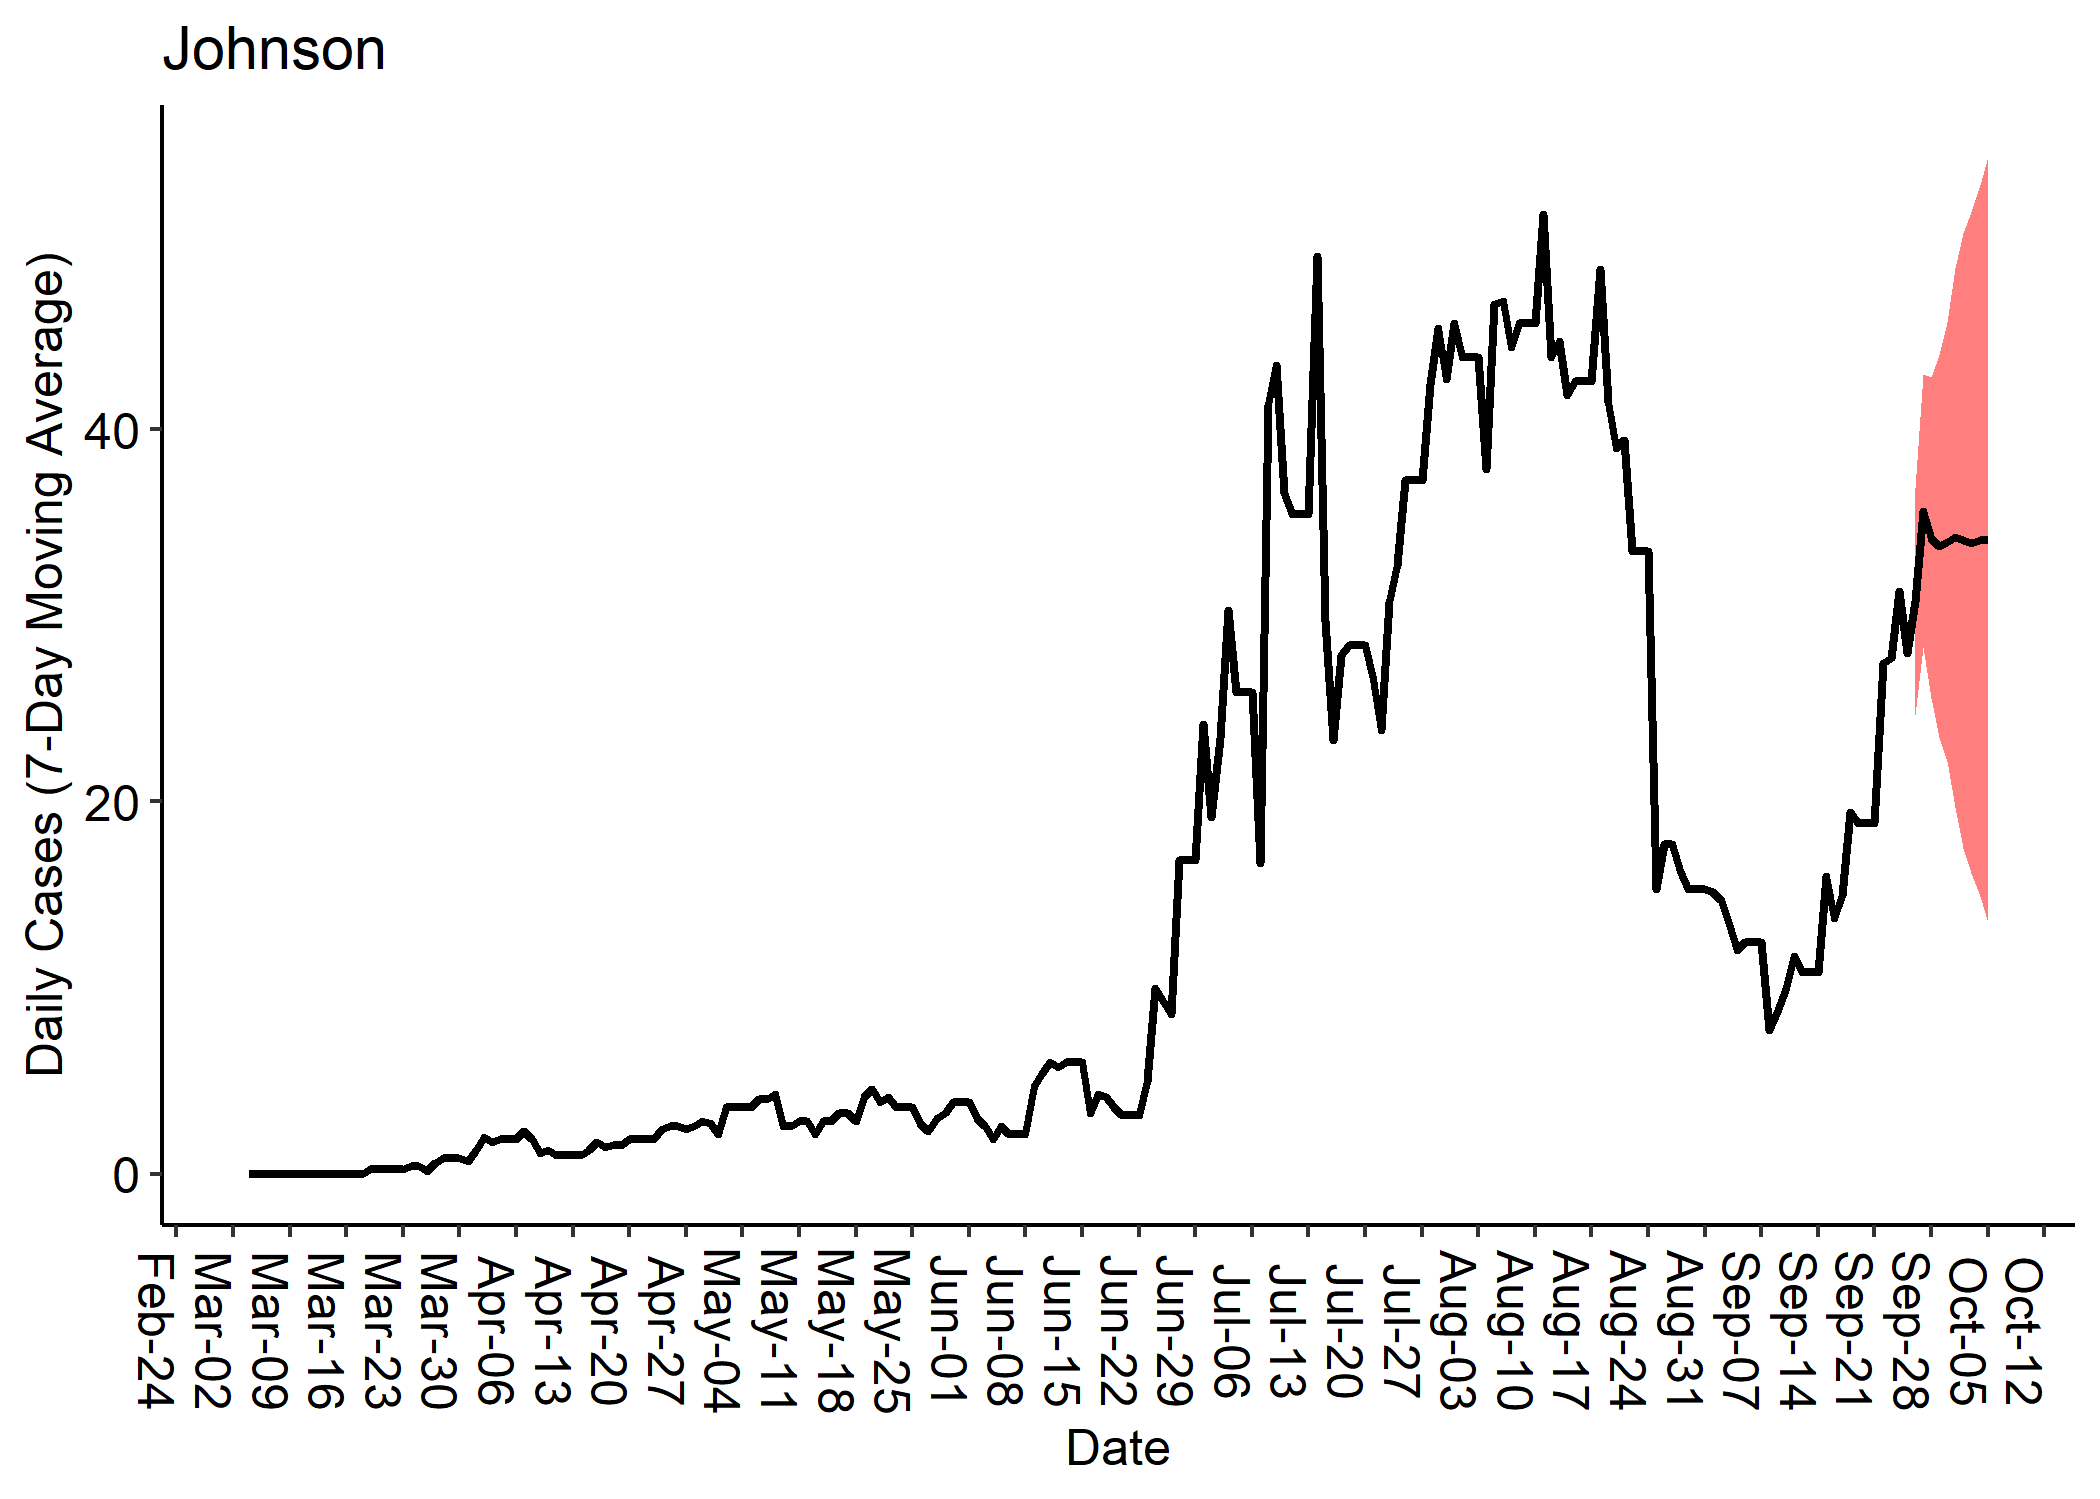 Johnson
Daily Cases (7-Day Moving Average)
40
20
0
Feb-24
Mar-02
Mar-09
Mar-16
Mar-23
Mar-30
Apr-06
Apr-13
Apr-20
Apr-27
May-04
May-11
May-18
May-25
Jun-01
Jun-08
Jun-15
Jun-22
Jun-29
Jul-06
Jul-13
Jul-20
Jul-27
Aug-03
Aug-10
Aug-17
Aug-24
Aug-31
Sep-07
Sep-14
Sep-21
Sep-28
Oct-05
Oct-12
Date